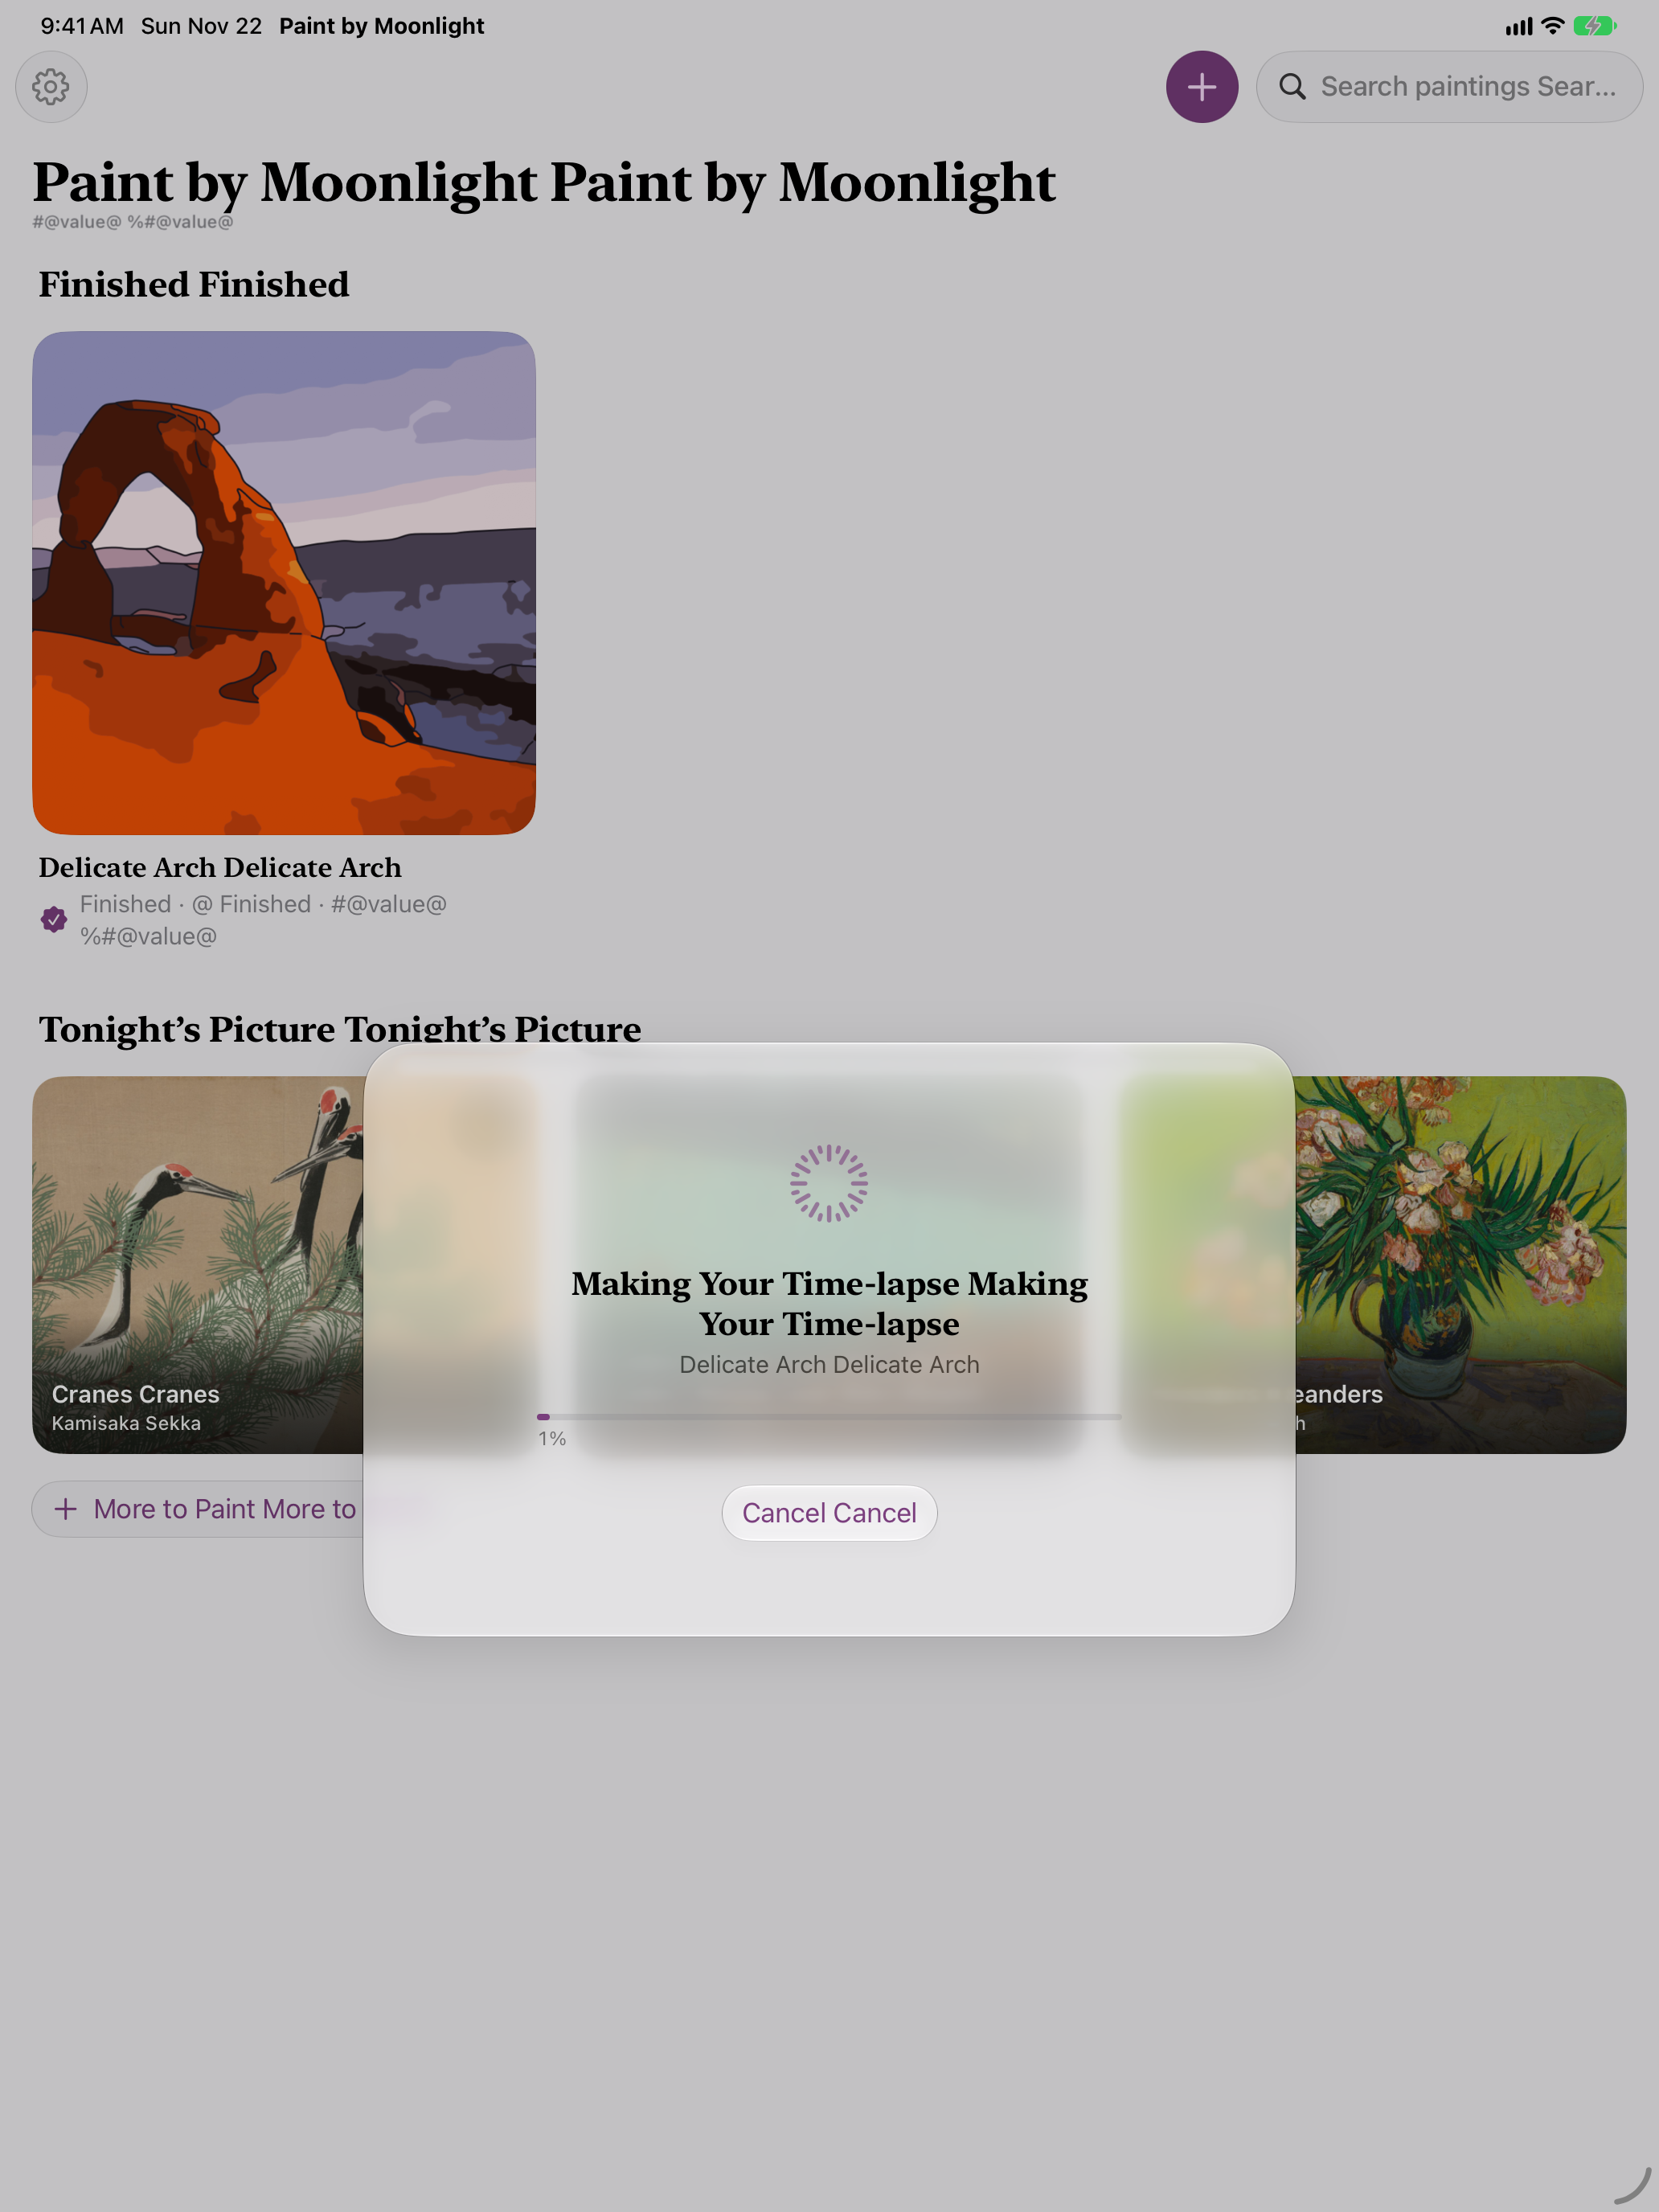 9:41 AM Sun Nov 22 Paint by Moonlight
Search paintings Sear...
Paint by Moonlight Paint by Moonlight
#@value@ %#@value@
Finished Finished
Delicate Arch Delicate Arch
Finished · @ Finished · #@value@
%#@value@
Tonight’s Picture Tonight’s Picture
Making Your Time-lapse Making
Your Time-lapse
Delicate Arch Delicate Arch
1%
Cancel Cancel
Cranes Cranes
Kamisaka Sekka
eanders
h
More to Paint More to